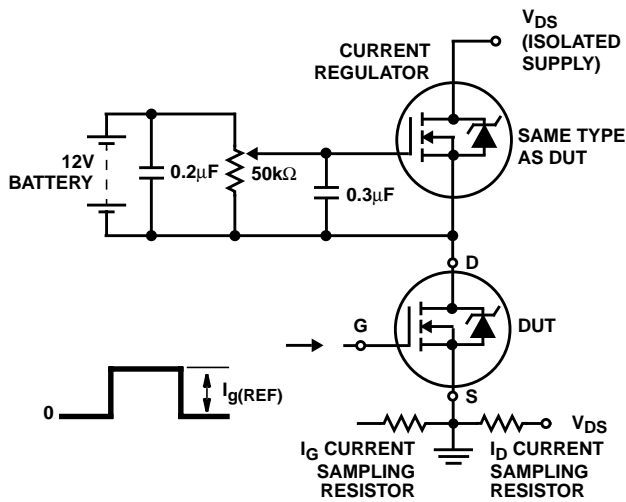 V_DS
(ISOLATED
SUPPLY)
CURRENT
REGULATOR
SAME TYPE
AS DUT
12V
BATTERY
0.2μF
50kΩ
0.3μF
D
DUT
G
0
I_g(REF)
S
V_DS
I_G CURRENT
SAMPLING
RESISTOR
I_D CURRENT
SAMPLING
RESISTOR